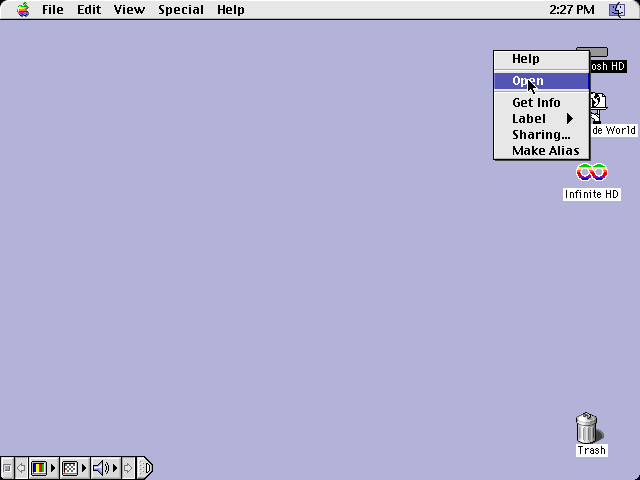 File Edit View Special Help 2:27 PM
Help
Open
Get Info
Label
Sharing...
Make Alias
osh HD
de World
Infinite HD
Trash